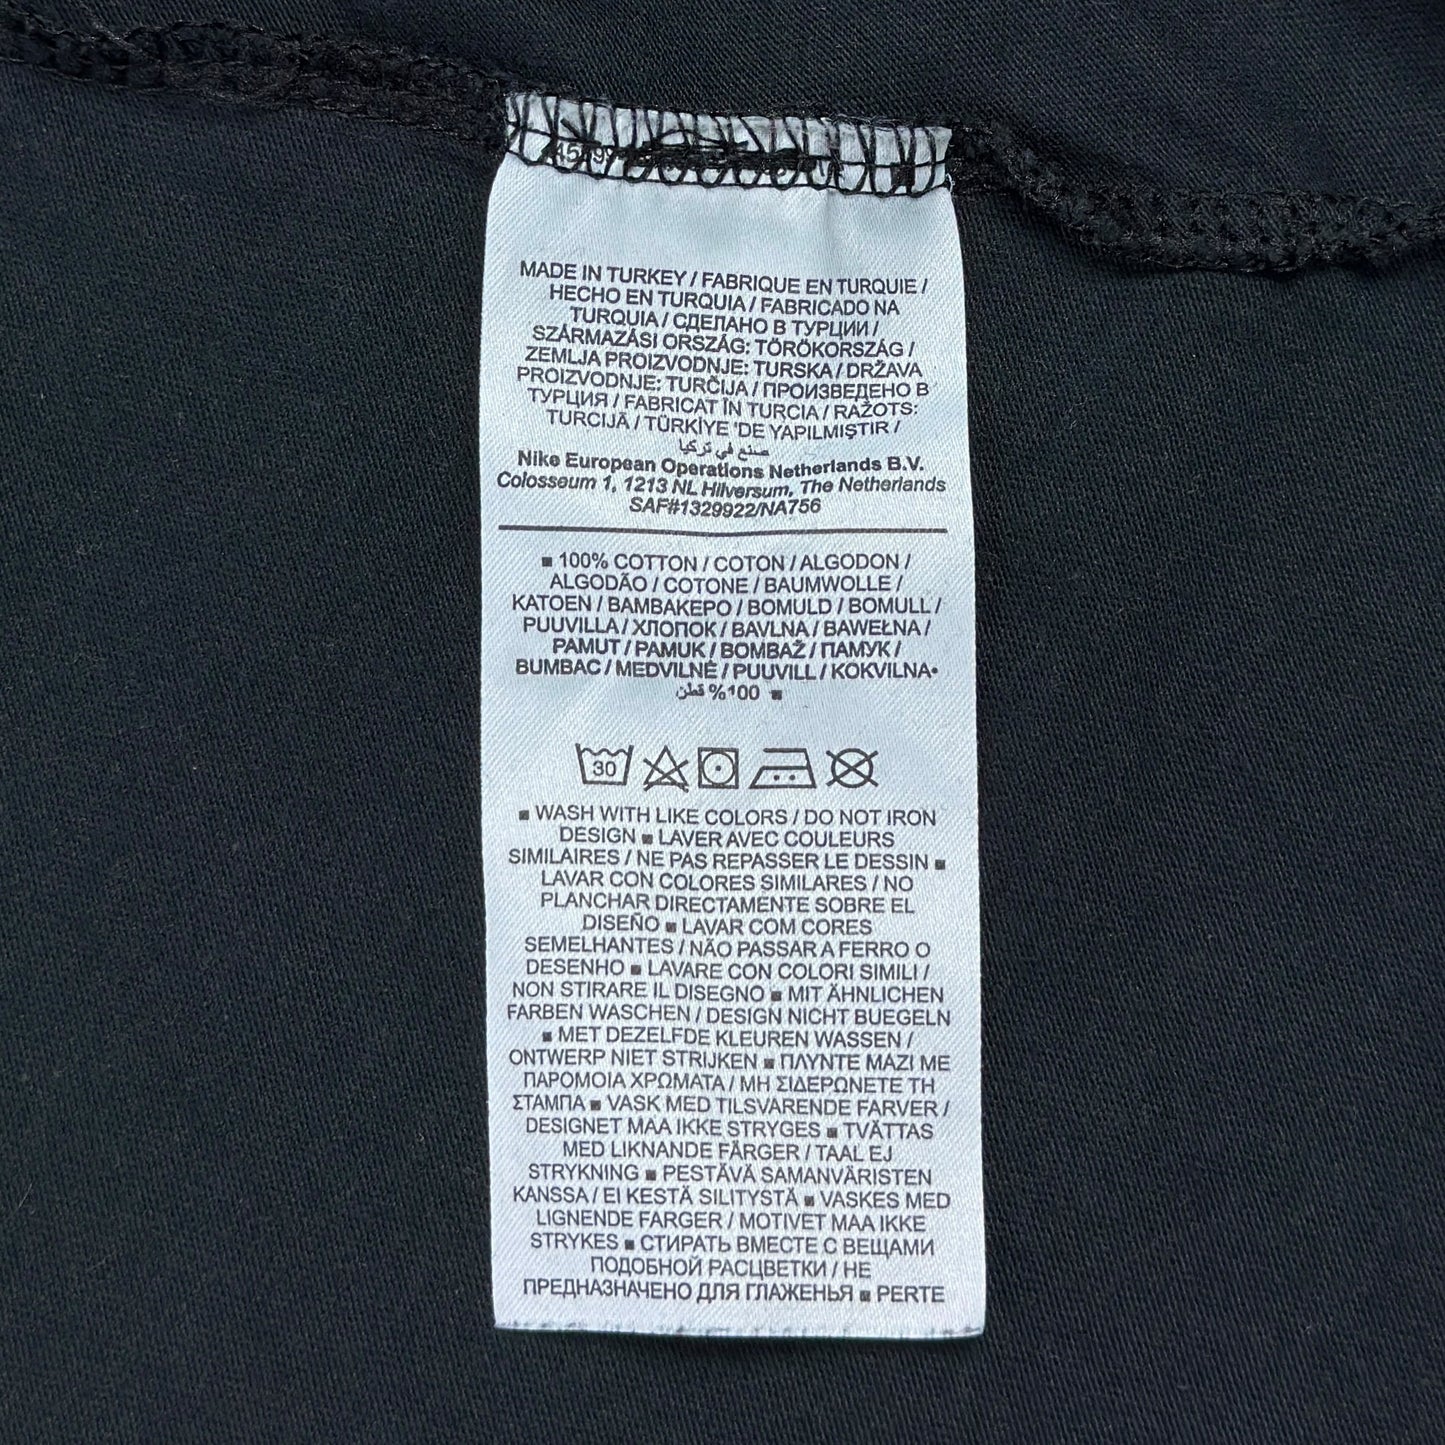 MADE IN TURKEY / FABRIQUE EN TURQUIE /
HECHO EN TURQUIA / FABRICADO NA
TURQUIA / СДЕЛАНО В ТУРЦИИ /
SZÁRMAZÁSI ORSZÁG: TÖRÖKORSZÁG /
ZEMLJA PROIZVODNJE: TURSKA / DRŽAVA
PROIZVODNJE: TURČIJA / ПРОИЗВЕДЕНО В
ТУРЦИЯ / FABRICAT ÎN TURCIA / RAŽOTS:
TURCIJĀ / TÜRKİYE 'DE YAPILMIŞTIR /
صنع في تركيا
Nike European Operations Netherlands B.V.
Colosseum 1, 1213 NL Hilversum, The Netherlands
SAF#1329922/NA756
■ 100% COTTON / COTON / ALGODON /
ALGODÃO / COTONE / BAUMWOLLE /
KATOEN / ΒΑΜΒΑΚΕΡΟ / BOMULD / BOMULL /
PUUVILLA / ХЛОПОК / BAVLNA / BAWEŁNA /
PAMUT / PAMUK / BOMBAŽ / ПАМУК /
BUMBAC / MEDVILNĖ / PUUVILL / KOKVILNA•
■ 100% قطن
30
■ WASH WITH LIKE COLORS / DO NOT IRON
DESIGN ■ LAVER AVEC COULEURS
SIMILAIRES / NE PAS REPASSER LE DESSIN ■
LAVAR CON COLORES SIMILARES / NO
PLANCHAR DIRECTAMENTE SOBRE EL
DISEÑO ■ LAVAR COM CORES
SEMELHANTES / NÃO PASSAR A FERRO O
DESENHO ■ LAVARE CON COLORI SIMILI /
NON STIRARE IL DISEGNO ■ MIT ÄHNLICHEN
FARBEN WASCHEN / DESIGN NICHT BUEGELN
■ MET DEZELFDE KLEUREN WASSEN /
ONTWERP NIET STRIJKEN ■ ΠΛΥΝΤΕ ΜΑΖΙ ΜΕ
ΠΑΡΟΜΟΙΑ ΧΡΩΜΑΤΑ / ΜΗ ΣΙΔΕΡΩΝΕΤΕ ΤΗ
ΣΤΑΜΠΑ ■ VASK MED TILSVARENDE FARVER /
DESIGNET MAA IKKE STRYGES ■ TVÄTTAS
MED LIKNANDE FÄRGER / TAAL EJ
STRYKNING ■ PESTÄVÄ SAMANVÄRISTEN
KANSSA / EI KESTÄ SILITYSTÄ ■ VASKES MED
LIGNENDE FARGER / MOTIVET MAA IKKE
STRYKES ■ СТИРАТЬ ВМЕСТЕ С ВЕЩАМИ
ПОДОБНОЙ РАСЦВЕТКИ / НЕ
ПРЕДНАЗНАЧЕНО ДЛЯ ГЛАЖЕНЬЯ ■ PERTE